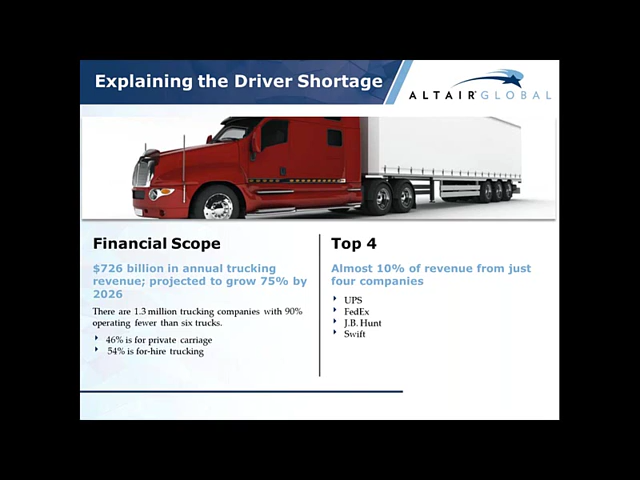 Explaining the Driver Shortage
ALTAIR GLOBAL
Financial Scope
$726 billion in annual trucking
revenue; projected to grow 75% by
2026
There are 1.3 million trucking companies with 90%
operating fewer than six trucks.
46% is for private carriage
54% is for-hire trucking
Top 4
Almost 10% of revenue from just
four companies
UPS
FedEx
J.B. Hunt
Swift